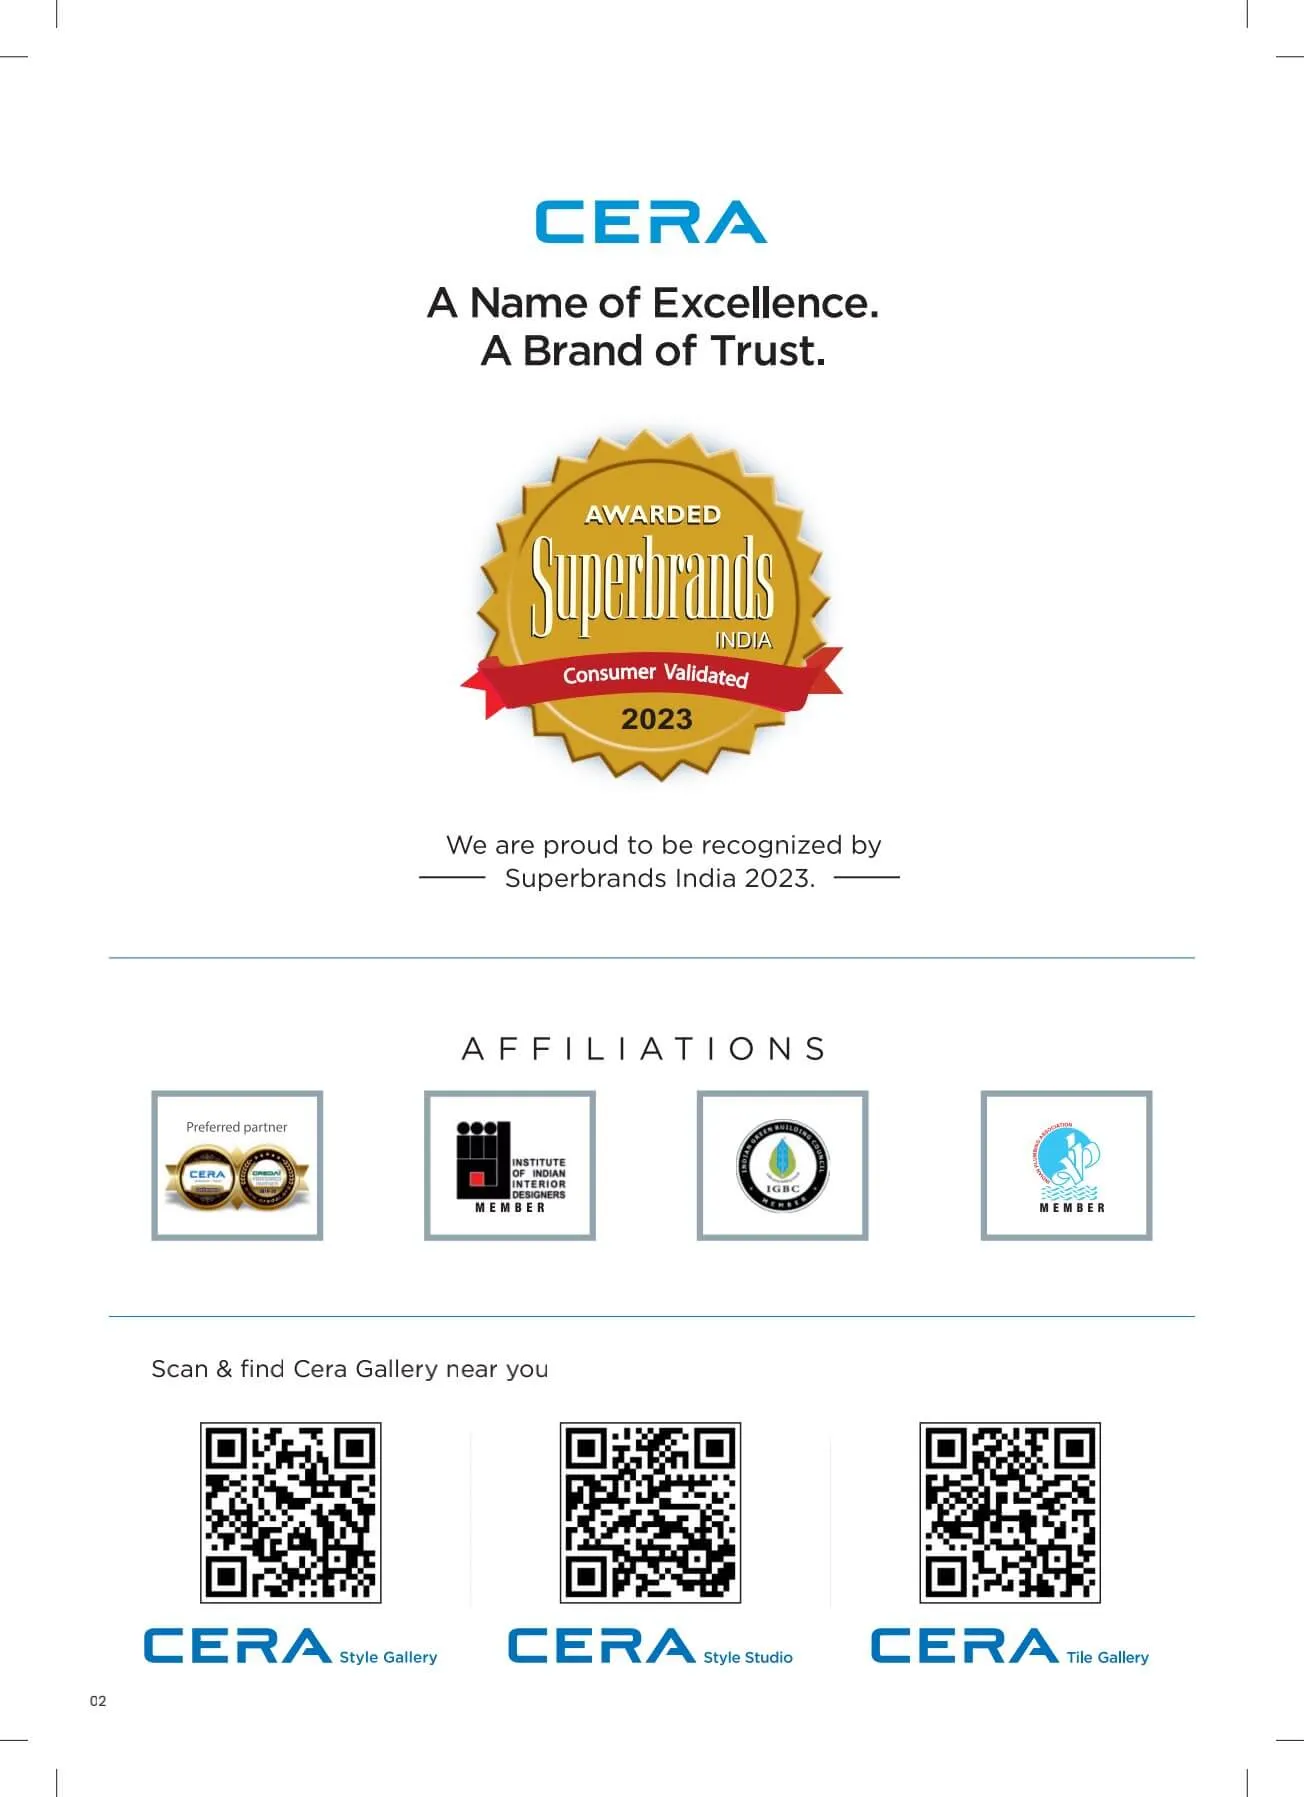 CERA
A Name of Excellence.
A Brand of Trust.
AWARDED
Superbrands
INDIA
Consumer Validated
2023
We are proud to be recognized by
Superbrands India 2023.
AFFILIATIONS
Preferred partner
CERA
CREDAI
INSTITUTE
OF INDIAN
INTERIOR
DESIGNERS
MEMBER
INDIAN GREEN BUILDING COUNCIL
IGBC
MEMBER
INDIAN PLUMBING ASSOCIATION
MEMBER
Scan & find Cera Gallery near you
CERA Style Gallery
CERA Style Studio
CERA Tile Gallery
02